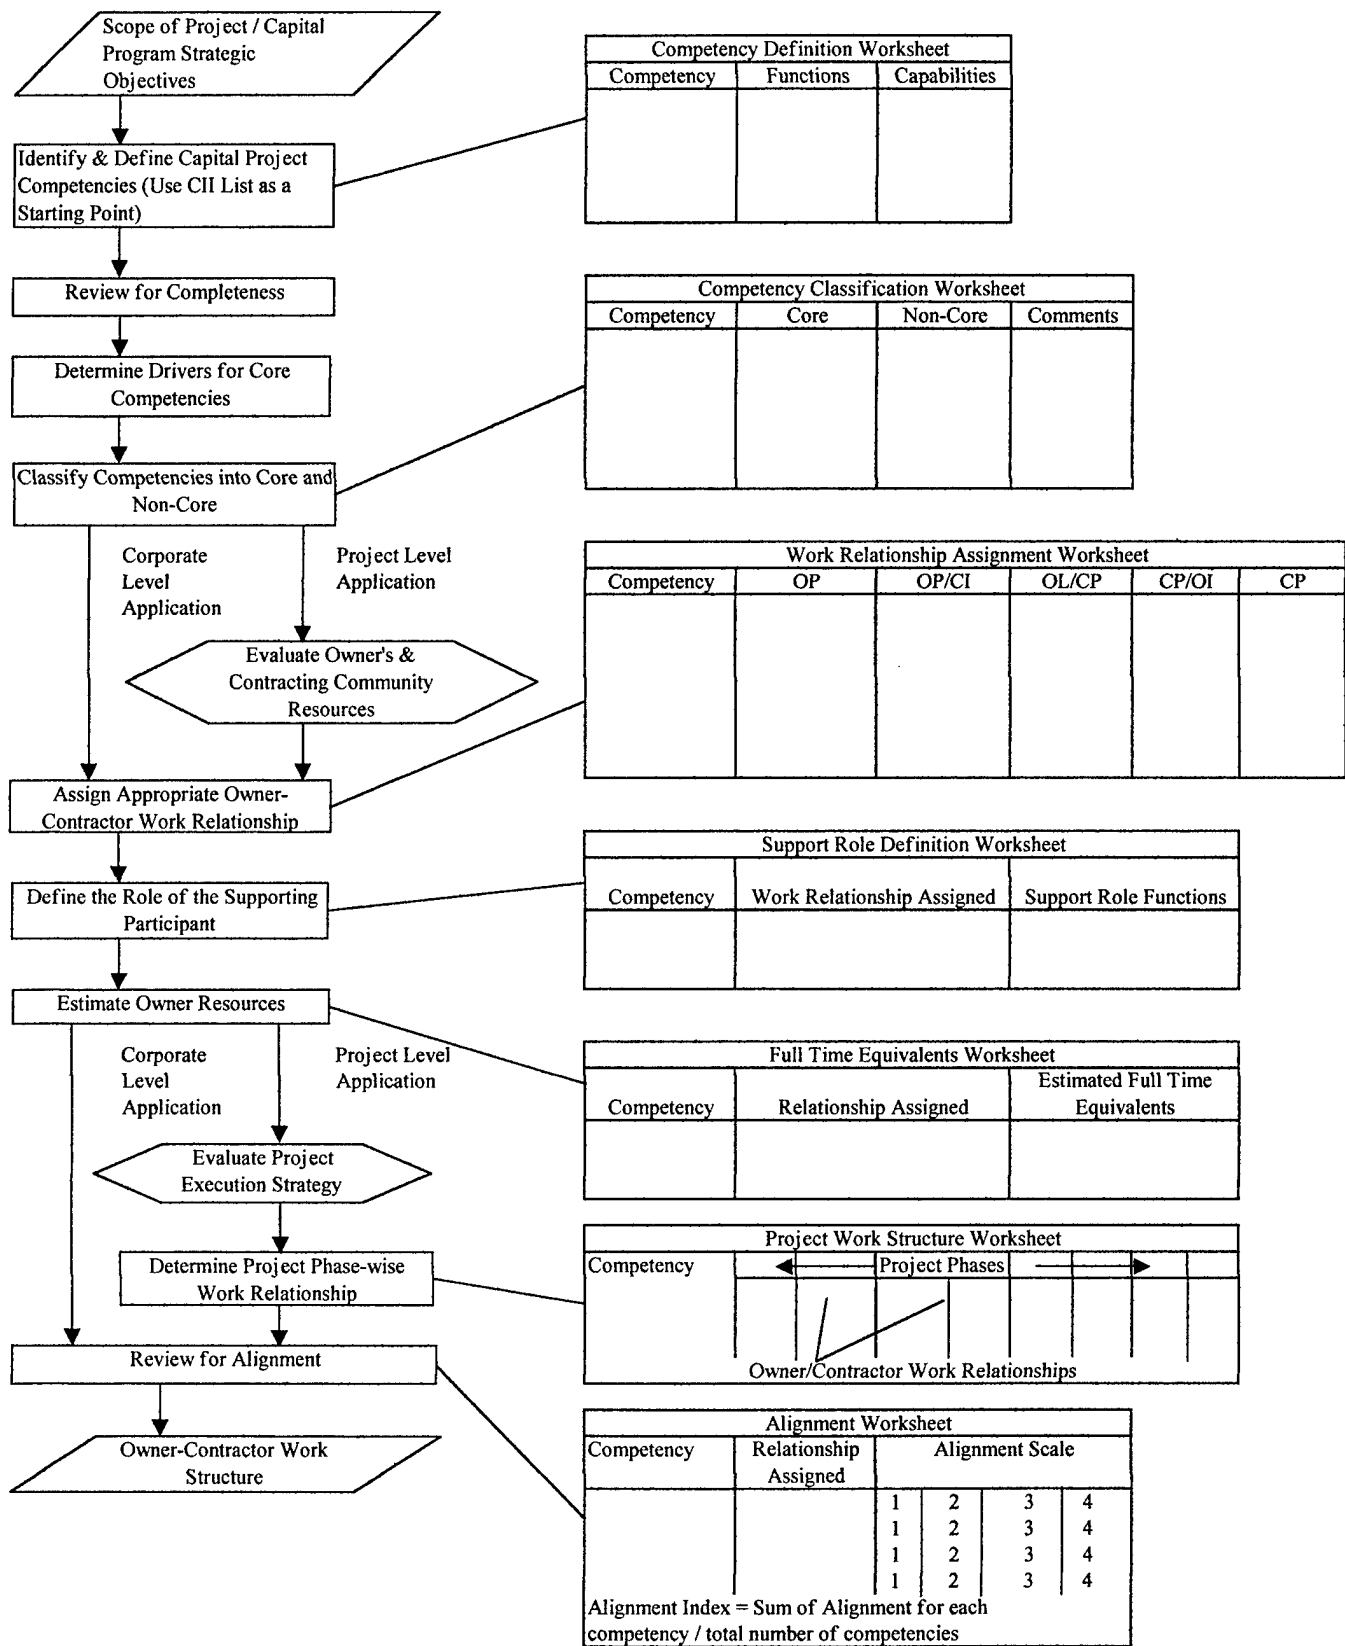 Scope of Project / Capital
Program Strategic
Objectives
Identify & Define Capital Project
Competencies (Use CII List as a
Starting Point)
Review for Completeness
Determine Drivers for Core
Competencies
Classify Competencies into Core and
Non-Core
Corporate
Level
Application
Project Level
Application
Evaluate Owner's &
Contracting Community
Resources
Assign Appropriate Owner-
Contractor Work Relationship
Define the Role of the Supporting
Participant
Estimate Owner Resources
Corporate
Level
Application
Project Level
Application
Evaluate Project
Execution Strategy
Determine Project Phase-wise
Work Relationship
Review for Alignment
Owner-Contractor Work
Structure
Competency Definition Worksheet
Competency Functions Capabilities
Competency Classification Worksheet
Competency Core Non-Core Comments
Work Relationship Assignment Worksheet
Competency OP OP/CI OL/CP CP/OI CP
Support Role Definition Worksheet
Competency Work Relationship Assigned Support Role Functions
Full Time Equivalents Worksheet
Estimated Full Time
Competency Relationship Assigned Equivalents
Project Work Structure Worksheet
Competency Project Phases
Owner/Contractor Work Relationships
Alignment Worksheet
Competency Relationship Alignment Scale
Assigned
1 2 3 4
1 2 3 4
1 2 3 4
1 2 3 4
Alignment Index = Sum of Alignment for each
competency / total number of competencies